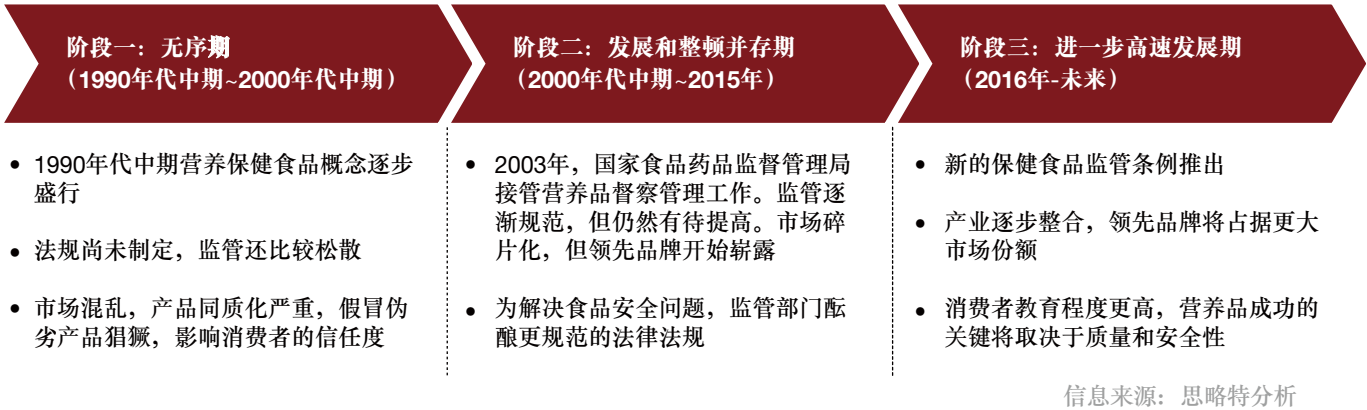 阶段一：无序期
（1990年代中期~2000年代中期）
• 1990年代中期营养保健食品概念逐步
盛行
• 法规尚未制定，监管还比较松散
• 市场混乱，产品同质化严重，假冒伪
劣产品猖獗，影响消费者的信任度
阶段二：发展和整顿并存期
（2000年代中期~2015年）
• 2003年，国家食品药品监督管理局
接管营养品督察管理工作。监管逐
渐规范，但仍然有待提高。市场碎
片化，但领先品牌开始崭露
• 为解决食品安全问题，监管部门酝
酿更规范的法律法规
阶段三：进一步高速发展期
（2016年-未来）
• 新的保健食品监管条例推出
• 产业逐步整合，领先品牌将占据更大
市场份额
• 消费者教育程度更高，营养品成功的
关键将取决于质量和安全性
信息来源：思略特分析